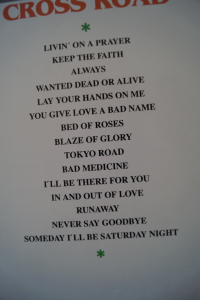 CROSS ROAD
LIVIN' ON A PRAYER
KEEP THE FAITH
ALWAYS
WANTED DEAD OR ALIVE
LAY YOUR HANDS ON ME
YOU GIVE LOVE A BAD NAME
BED OF ROSES
BLAZE OF GLORY
TOKYO ROAD
BAD MEDICINE
I'LL BE THERE FOR YOU
IN AND OUT OF LOVE
RUNAWAY
NEVER SAY GOODBYE
SOMEDAY I'LL BE SATURDAY NIGHT